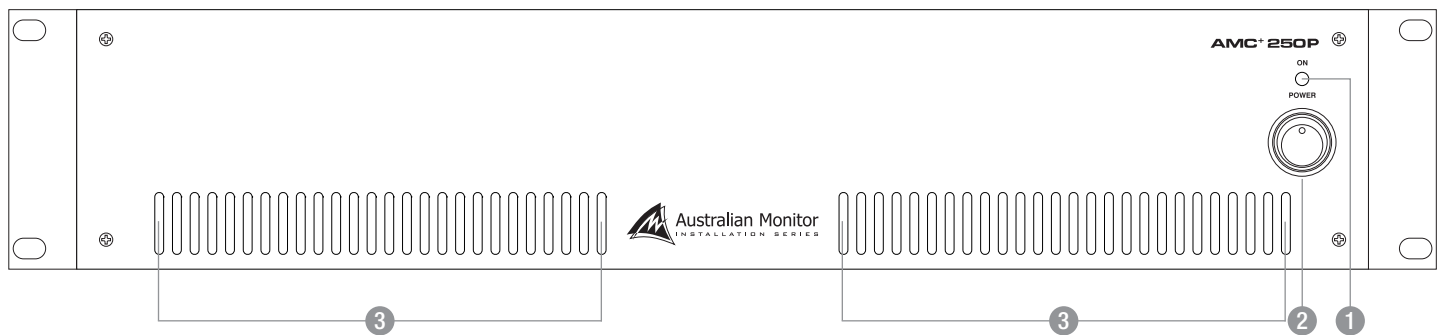 AMC+ 250P
ON
POWER
Australian Monitor
INSTALLATION SERIES
3
3
2
1